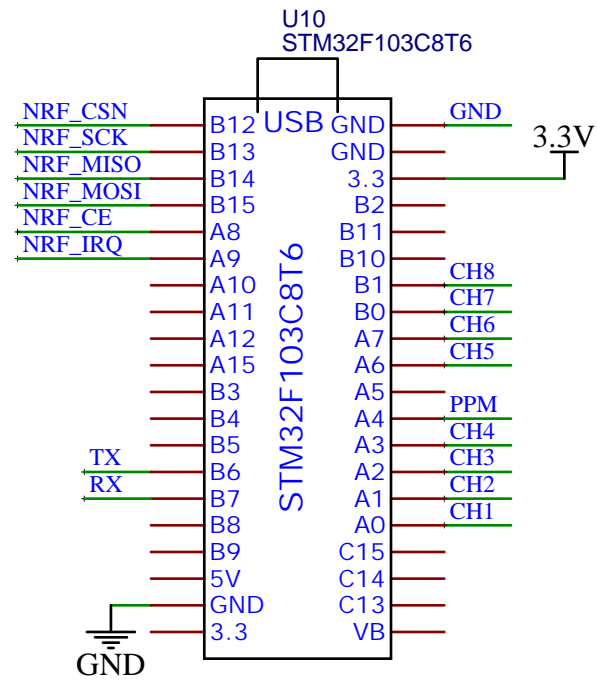 U10
STM32F103C8T6
NRF_CSN B12 USB GND GND
NRF_SCK B13 GND 3.3V
NRF_MISO B14 3.3
NRF_MOSI B15 B2
NRF_CE A8 B11
NRF_IRQ A9 B10
A10 B1 CH8
A11 B0 CH7
A12 A7 CH6
A15 A6 CH5
B3 A5
B4 A4 PPM
B5 A3 CH4
TX B6 A2 CH3
RX B7 A1 CH2
B8 A0 CH1
B9 C15
5V C14
GND C13
3.3 VB
GND
STM32F103C8T6